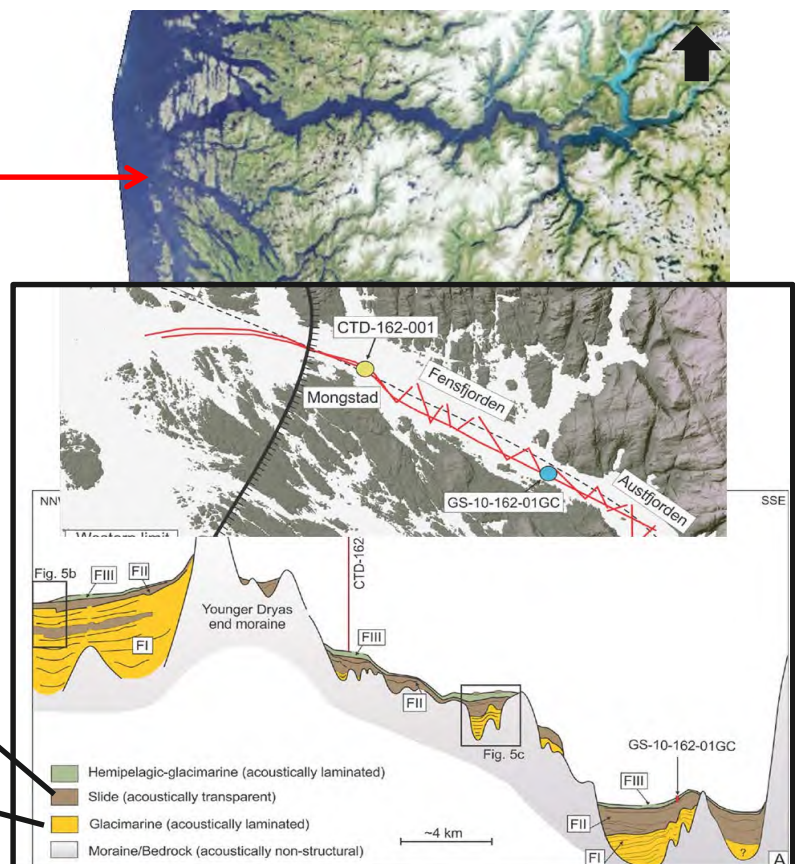 CTD-162-001
Mongstad
Fensfjorden
GS-10-162-01GC
Austfjorden
NNW
SSE
Western limit
Fig. 5b
FIII
FII
FI
CTD-162
Younger Dryas
end moraine
FIII
FII
Fig. 5c
GS-10-162-01GC
FIII
FII
FI
?
Hemipelagic-glacimarine (acoustically laminated)
Slide (acoustically transparent)
Glacimarine (acoustically laminated)
Moraine/Bedrock (acoustically non-structural)
~4 km
A